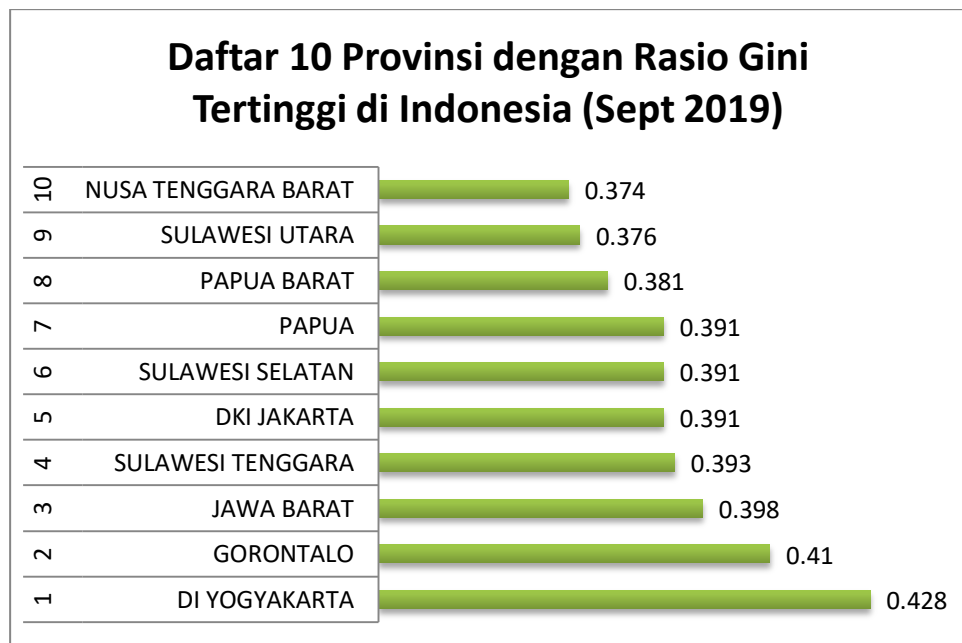 Daftar 10 Provinsi dengan Rasio Gini
Tertinggi di Indonesia (Sept 2019)
10 NUSA TENGGARA BARAT 0.374
9 SULAWESI UTARA 0.376
8 PAPUA BARAT 0.381
7 PAPUA 0.391
6 SULAWESI SELATAN 0.391
5 DKI JAKARTA 0.391
4 SULAWESI TENGGARA 0.393
3 JAWA BARAT 0.398
2 GORONTALO 0.41
1 DI YOGYAKARTA 0.428